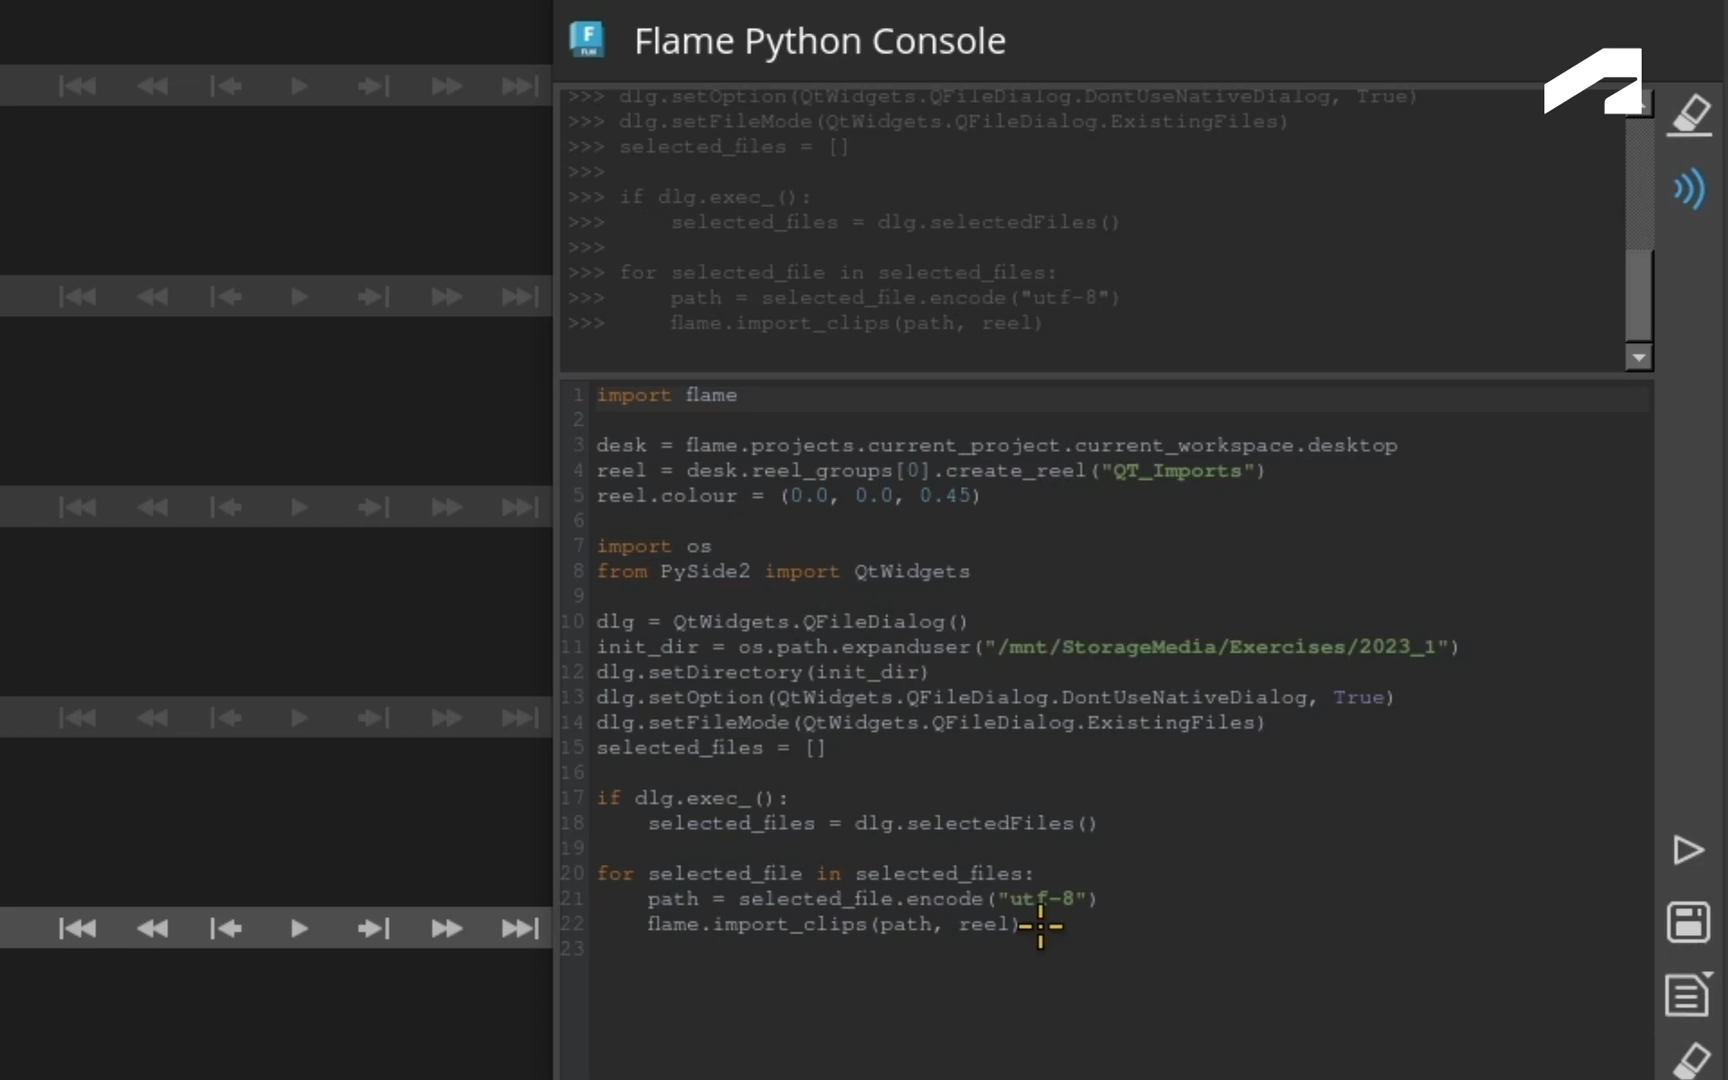 F
FLM
Flame Python Console
>>> dlg.setOption(QtWidgets.QFileDialog.DontUseNativeDialog, True)
>>> dlg.setFileMode(QtWidgets.QFileDialog.ExistingFiles)
>>> selected_files = []
>>>
>>> if dlg.exec_():
>>>     selected_files = dlg.selectedFiles()
>>>
>>> for selected_file in selected_files:
>>>     path = selected_file.encode("utf-8")
>>>     flame.import_clips(path, reel)
1 import flame
2
3 desk = flame.projects.current_project.current_workspace.desktop
4 reel = desk.reel_groups[0].create_reel("QT_Imports")
5 reel.colour = (0.0, 0.0, 0.45)
6
7 import os
8 from PySide2 import QtWidgets
9
10 dlg = QtWidgets.QFileDialog()
11 init_dir = os.path.expanduser("/mnt/StorageMedia/Exercises/2023_1")
12 dlg.setDirectory(init_dir)
13 dlg.setOption(QtWidgets.QFileDialog.DontUseNativeDialog, True)
14 dlg.setFileMode(QtWidgets.QFileDialog.ExistingFiles)
15 selected_files = []
16
17 if dlg.exec_():
18     selected_files = dlg.selectedFiles()
19
20 for selected_file in selected_files:
21     path = selected_file.encode("utf-8")
22     flame.import_clips(path, reel)
23